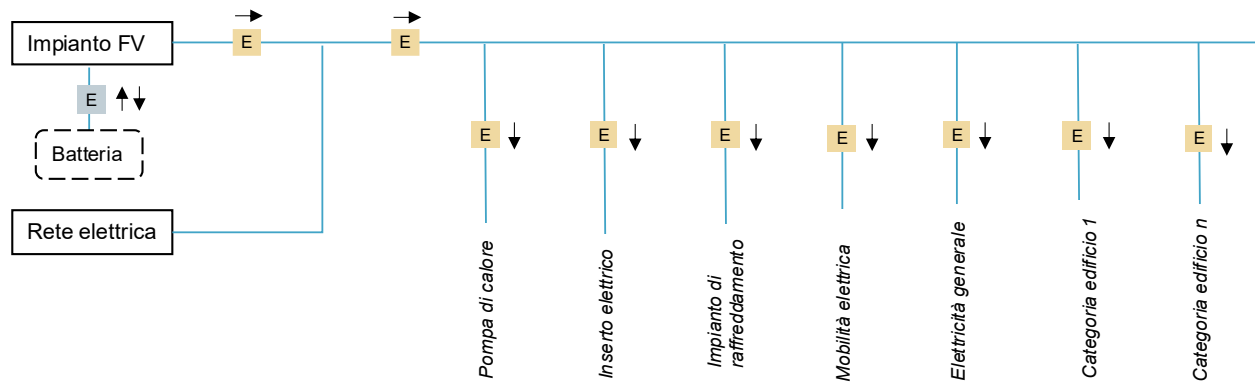 Impianto FV
E
E
E
Batteria
E
E
E
E
E
E
E
Rete elettrica
Pompa di calore
Inserto elettrico
Impianto di
raffreddamento
Mobilità elettrica
Elettricità generale
Categoria edificio 1
Categoria edificio n